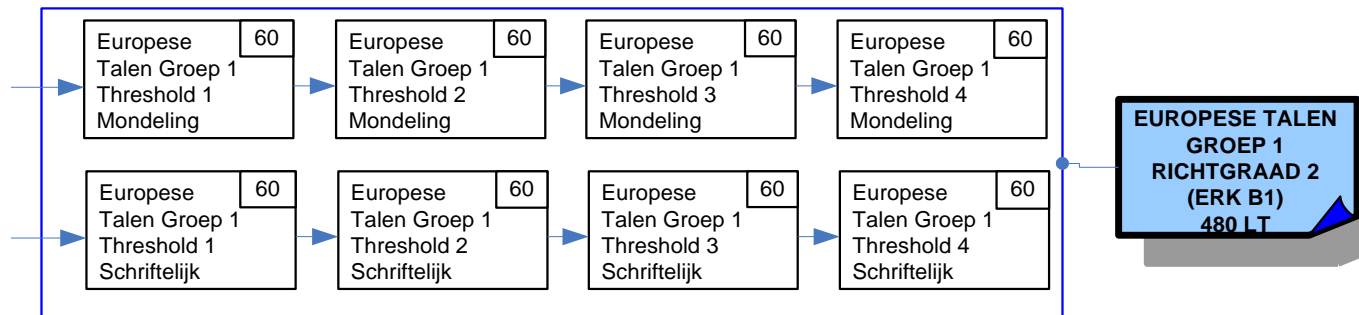 Europese
60
Talen Groep 1
Threshold 1
Mondeling
Europese
60
Talen Groep 1
Threshold 2
Mondeling
Europese
60
Talen Groep 1
Threshold 3
Mondeling
Europese
60
Talen Groep 1
Threshold 4
Mondeling
Europese
60
Talen Groep 1
Threshold 1
Schriftelijk
Europese
60
Talen Groep 1
Threshold 2
Schriftelijk
Europese
60
Talen Groep 1
Threshold 3
Schriftelijk
Europese
60
Talen Groep 1
Threshold 4
Schriftelijk
EUROPESE TALEN
GROEP 1
RICHTGRAAD 2
(ERK B1)
480 LT